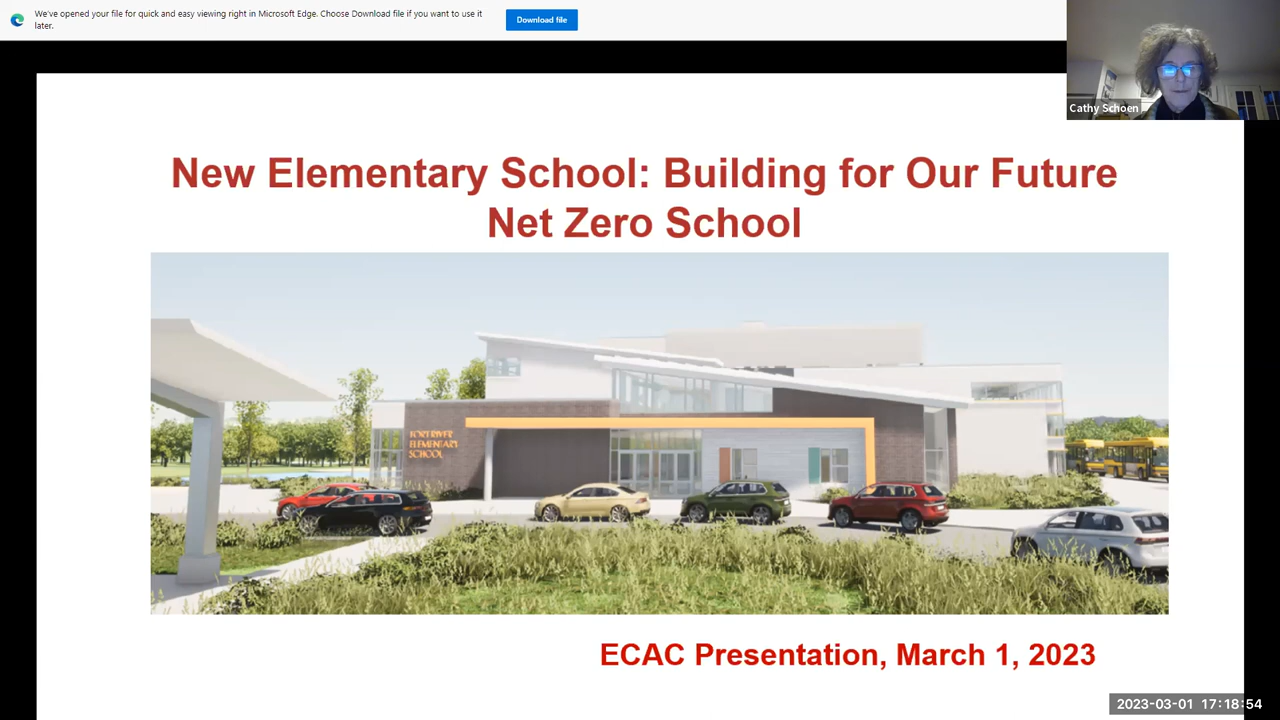 We've opened your file for quick and easy viewing right in Microsoft Edge. Choose Download file if you want to use it
later.
Download file
Cathy Schoen
New Elementary School: Building for Our Future
Net Zero School
FORT RIVER
ELEMENTARY
SCHOOL
ECAC Presentation, March 1, 2023
2023-03-01 17:18:54